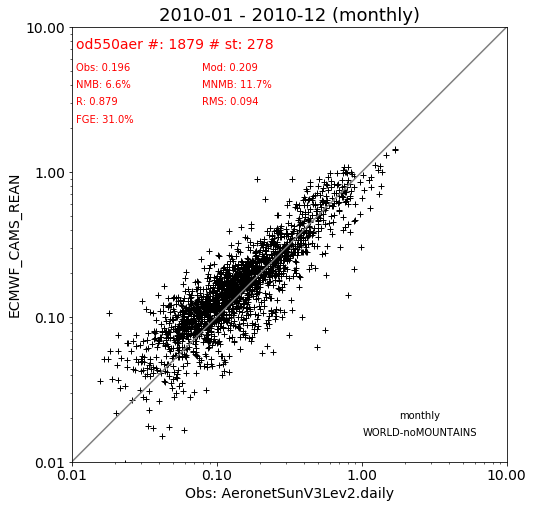 2010-01 - 2010-12 (monthly)
od550aer #: 1879 # st: 278
Obs: 0.196 Mod: 0.209
NMB: 6.6% MNMB: 11.7%
R: 0.879 RMS: 0.094
FGE: 31.0%
10.00
1.00
0.10
0.01
ECMWF_CAMS_REAN
monthly
WORLD-noMOUNTAINS
0.01 0.10 1.00 10.00
Obs: AeronetSunV3Lev2.daily